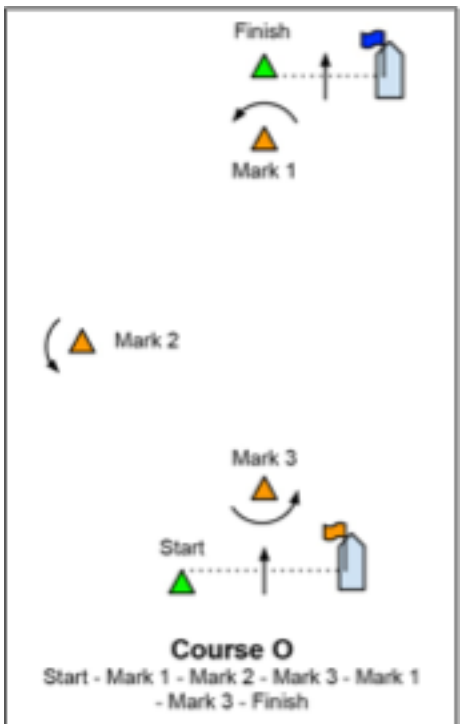 Finish
Mark 1
Mark 2
Mark 3
Start
Course O
Start - Mark 1 - Mark 2 - Mark 3 - Mark 1
- Mark 3 - Finish